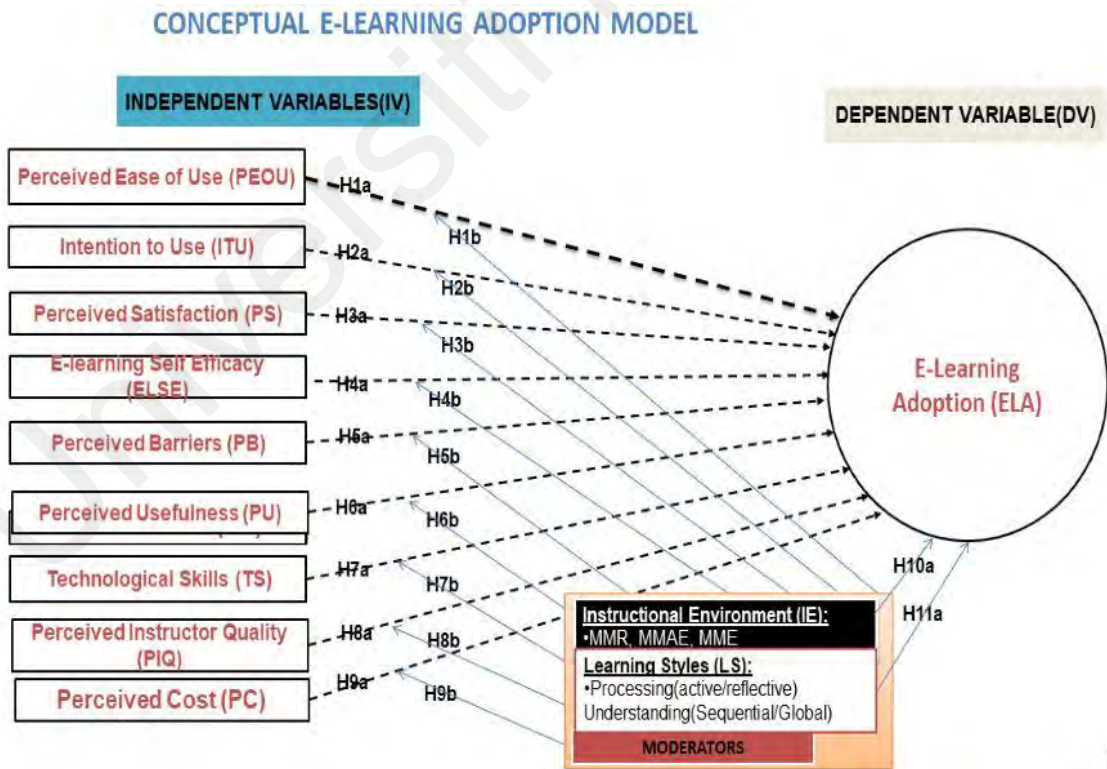 CONCEPTUAL E-LEARNING ADOPTION MODEL
INDEPENDENT VARIABLES(IV)
DEPENDENT VARIABLE(DV)
Perceived Ease of Use (PEOU)
H1a
H1b
Intention to Use (ITU)
H2a
H2b
Perceived Satisfaction (PS)
H3a
H3b
E-learning Self Efficacy
(ELSE)
H4a
H4b
E-Learning
Adoption (ELA)
Perceived Barriers (PB)
H5a
H5b
Perceived Usefulness (PU)
H6a
H6b
Technological Skills (TS)
H7a
H7b
H10a
H11a
Perceived Instructor Quality
(PIQ)
H8a
H8b
Perceived Cost (PC)
H9a
H9b
Instructional Environment (IE):
•MMR, MMAE, MME
Learning Styles (LS):
•Processing(active/reflective)
Understanding(Sequential/Global)
MODERATORS
Universiti